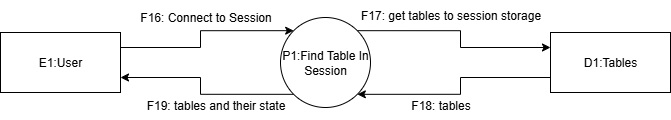 F16: Connect to Session
F17: get tables to session storage
E1:User
P1:Find Table In
Session
D1:Tables
F19: tables and their state
F18: tables